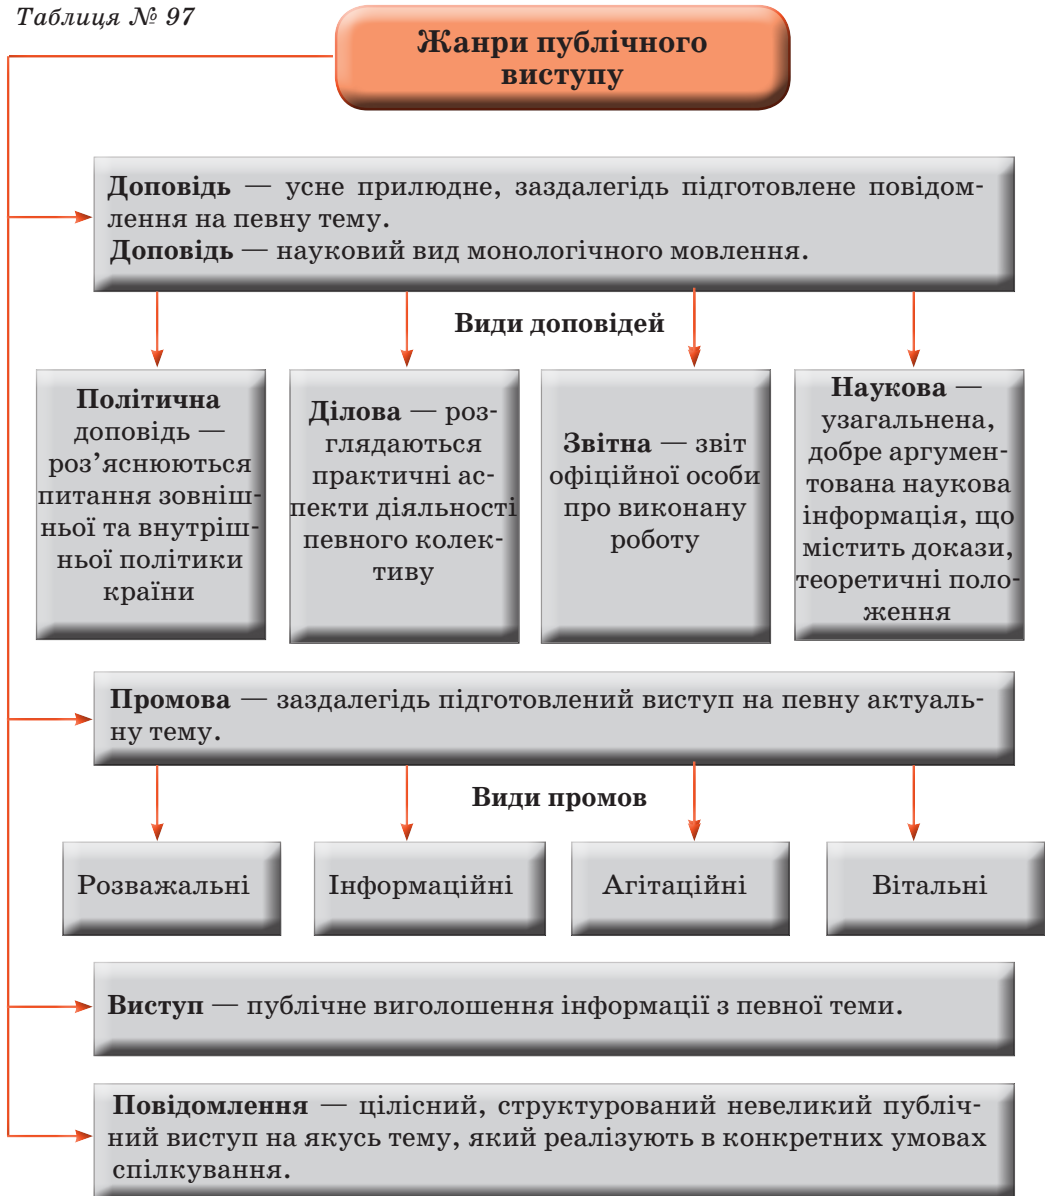 Таблиця № 97
Жанри публічного
виступу
Доповідь — усне прилюдне, заздалегідь підготовлене повідом-
лення на певну тему.
Доповідь — науковий вид монологічного мовлення.
Види доповідей
Політична
доповідь —
роз’яснюються
питання зовніш-
ньої та внутріш-
ньої політики
країни
Ділова — роз-
глядаються
практичні ас-
пекти діяльності
певного колек-
тиву
Звітна — звіт
офіційної особи
про виконану
роботу
Наукова —
узагальнена,
добре аргумен-
тована наукова
інформація, що
містить докази,
теоретичні поло-
ження
Промова — заздалегідь підготовлений виступ на певну актуаль-
ну тему.
Види промов
Розважальні
Інформаційні
Агітаційні
Вітальні
Виступ — публічне виголошення інформації з певної теми.
Повідомлення — цілісний, структурований невеликий публіч-
ний виступ на якусь тему, який реалізують в конкретних умовах
спілкування.